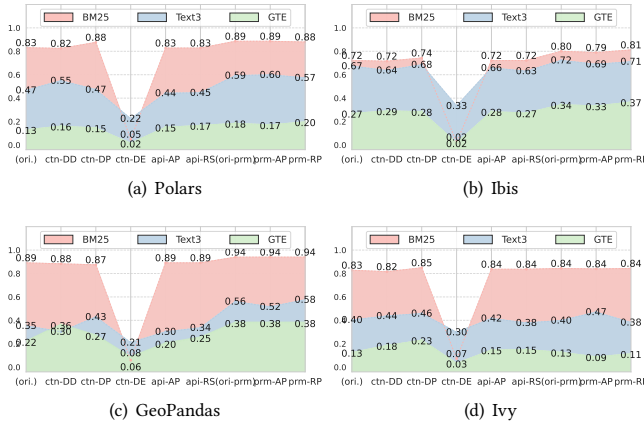 BM25 Text3 GTE
1.0
0.8
0.6
0.4
0.2
0.0
0.83 0.82 0.88 0.83 0.83 0.89 0.89 0.88
0.47 0.55 0.47 0.22 0.44 0.45 0.59 0.60 0.57
0.13 0.16 0.15 0.05 0.15 0.17 0.18 0.17 0.20
0.02
(ori.) ctn-DD ctn-DP ctn-DE api-AP api-RS (ori-prm) prm-AP prm-RP
(a) Polars
BM25 Text3 GTE
1.0
0.8
0.6
0.4
0.2
0.0
0.72 0.72 0.74 0.72 0.72 0.80 0.79 0.81
0.67 0.64 0.68 0.33 0.66 0.63 0.72 0.69 0.71
0.27 0.29 0.28 0.02 0.28 0.27 0.34 0.33 0.37
0.02
(ori.) ctn-DD ctn-DP ctn-DE api-AP api-RS (ori-prm) prm-AP prm-RP
(b) Ibis
BM25 Text3 GTE
1.0
0.8
0.6
0.4
0.2
0.0
0.89 0.88 0.87 0.89 0.89 0.94 0.94 0.94
0.35 0.36 0.43 0.21 0.30 0.34 0.56 0.52 0.58
0.22 0.30 0.27 0.08 0.20 0.25 0.38 0.38 0.38
0.06
(ori.) ctn-DD ctn-DP ctn-DE api-AP api-RS (ori-prm) prm-AP prm-RP
(c) GeoPandas
BM25 Text3 GTE
1.0
0.8
0.6
0.4
0.2
0.0
0.83 0.82 0.85 0.84 0.84 0.84 0.84 0.84
0.40 0.44 0.46 0.30 0.42 0.38 0.40 0.47 0.38
0.13 0.18 0.23 0.07 0.15 0.15 0.13 0.09 0.11
0.03
(ori.) ctn-DD ctn-DP ctn-DE api-AP api-RS (ori-prm) prm-AP prm-RP
(d) Ivy